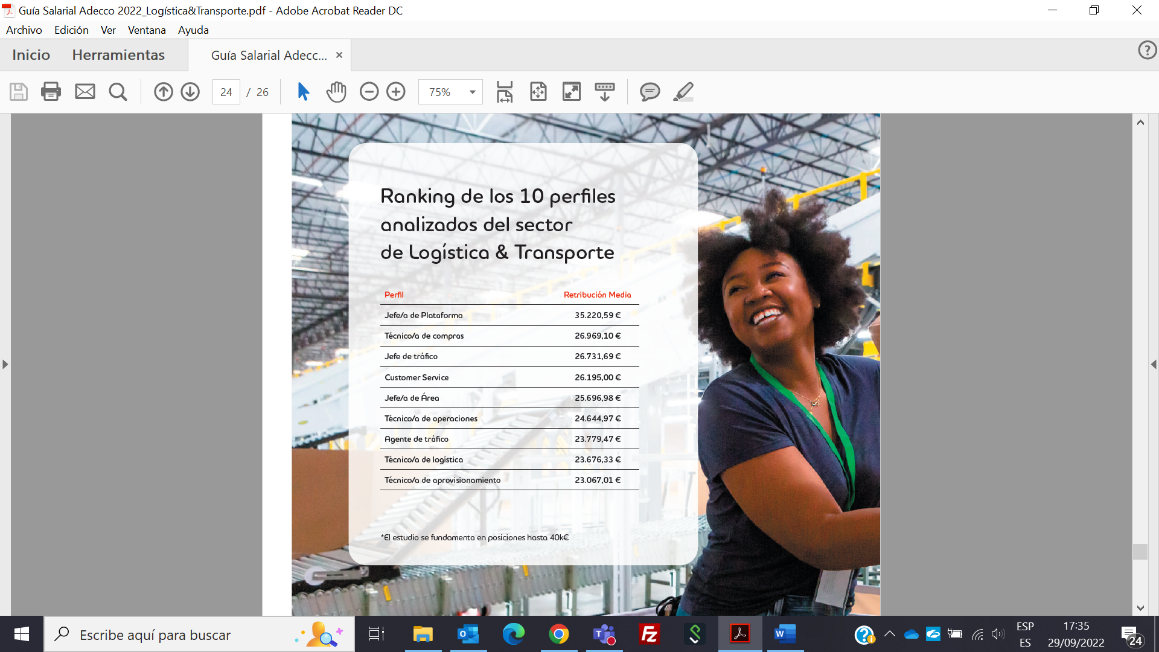 Guía Salarial Adecco 2022_Logística&Transporte.pdf - Adobe Acrobat Reader DC
Archivo Edición Ver Ventana Ayuda
Inicio Herramientas Guía Salarial Adecc... ×
24 / 26 75%
Ranking de los 10 perfiles
analizados del sector
de Logística & Transporte
Perfil Retribución Media
Jefe/a de Plataforma 35.220,59 €
Técnico/a de compras 26.969,10 €
Jefe de tráfico 26.731,69 €
Customer Service 26.195,00 €
Jefe/a de Área 25.696,98 €
Técnico/a de operaciones 24.644,97 €
Agente de tráfico 23.779,47 €
Técnico/a de logística 23.676,33 €
Técnico/a de aprovisionamiento 23.067,01 €
*El estudio se fundamenta en posiciones hasta 40k€
Escribe aquí para buscar
ESP 17:35
ES 29/09/2022 24